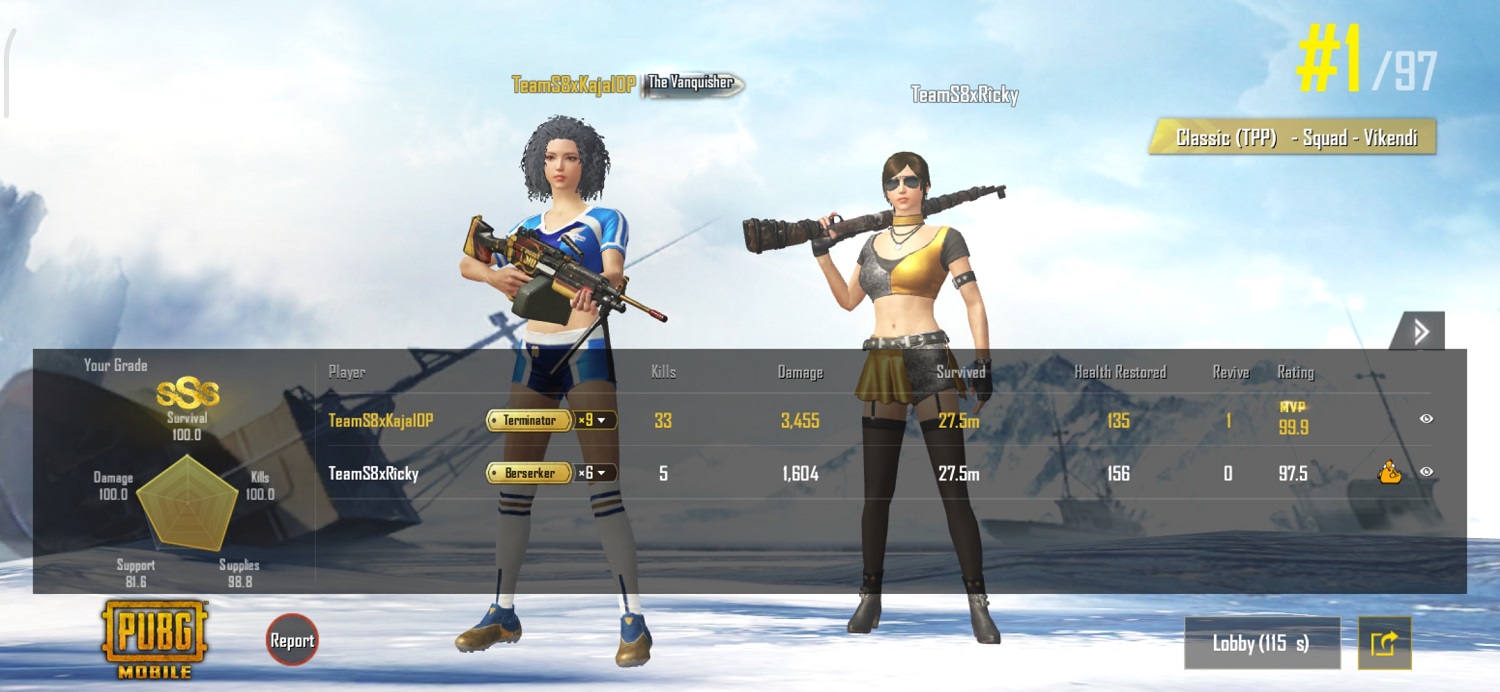 #1/97
TeamS8xKajalOP The Vanquisher
TeamS8xRicky
Classic (TPP) - Squad - Vikendi
Your Grade
sSs
Survival
100.0
Damage
100.0
Kills
100.0
Support
81.6
Supplies
98.8
Player Kills Damage Survived Health Restored Revive Rating
MVP
TeamS8xKajalOP Terminator ×9 33 3,455 27.5m 135 1 99.9
TeamS8xRicky Berserker ×6 5 1,604 27.5m 156 0 97.5
PUBG
MOBILE
Report
Lobby (115 s)